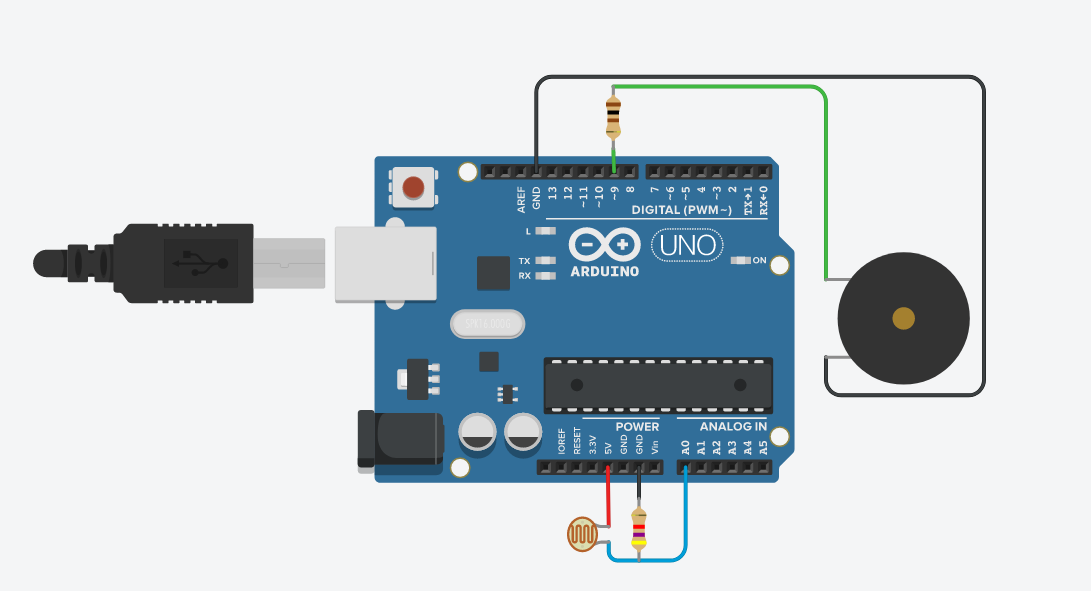 AREF
GND
13
12
~11
~10
~9
8
7
~6
~5
4
~3
2
TX→1
RX←0
DIGITAL (PWM~)
L
TX
RX
ARDUINO
UNO
ON
POWER
ANALOG IN
IOREF
RESET
3.3V
5V
GND
GND
Vin
A0
A1
A2
A3
A4
A5